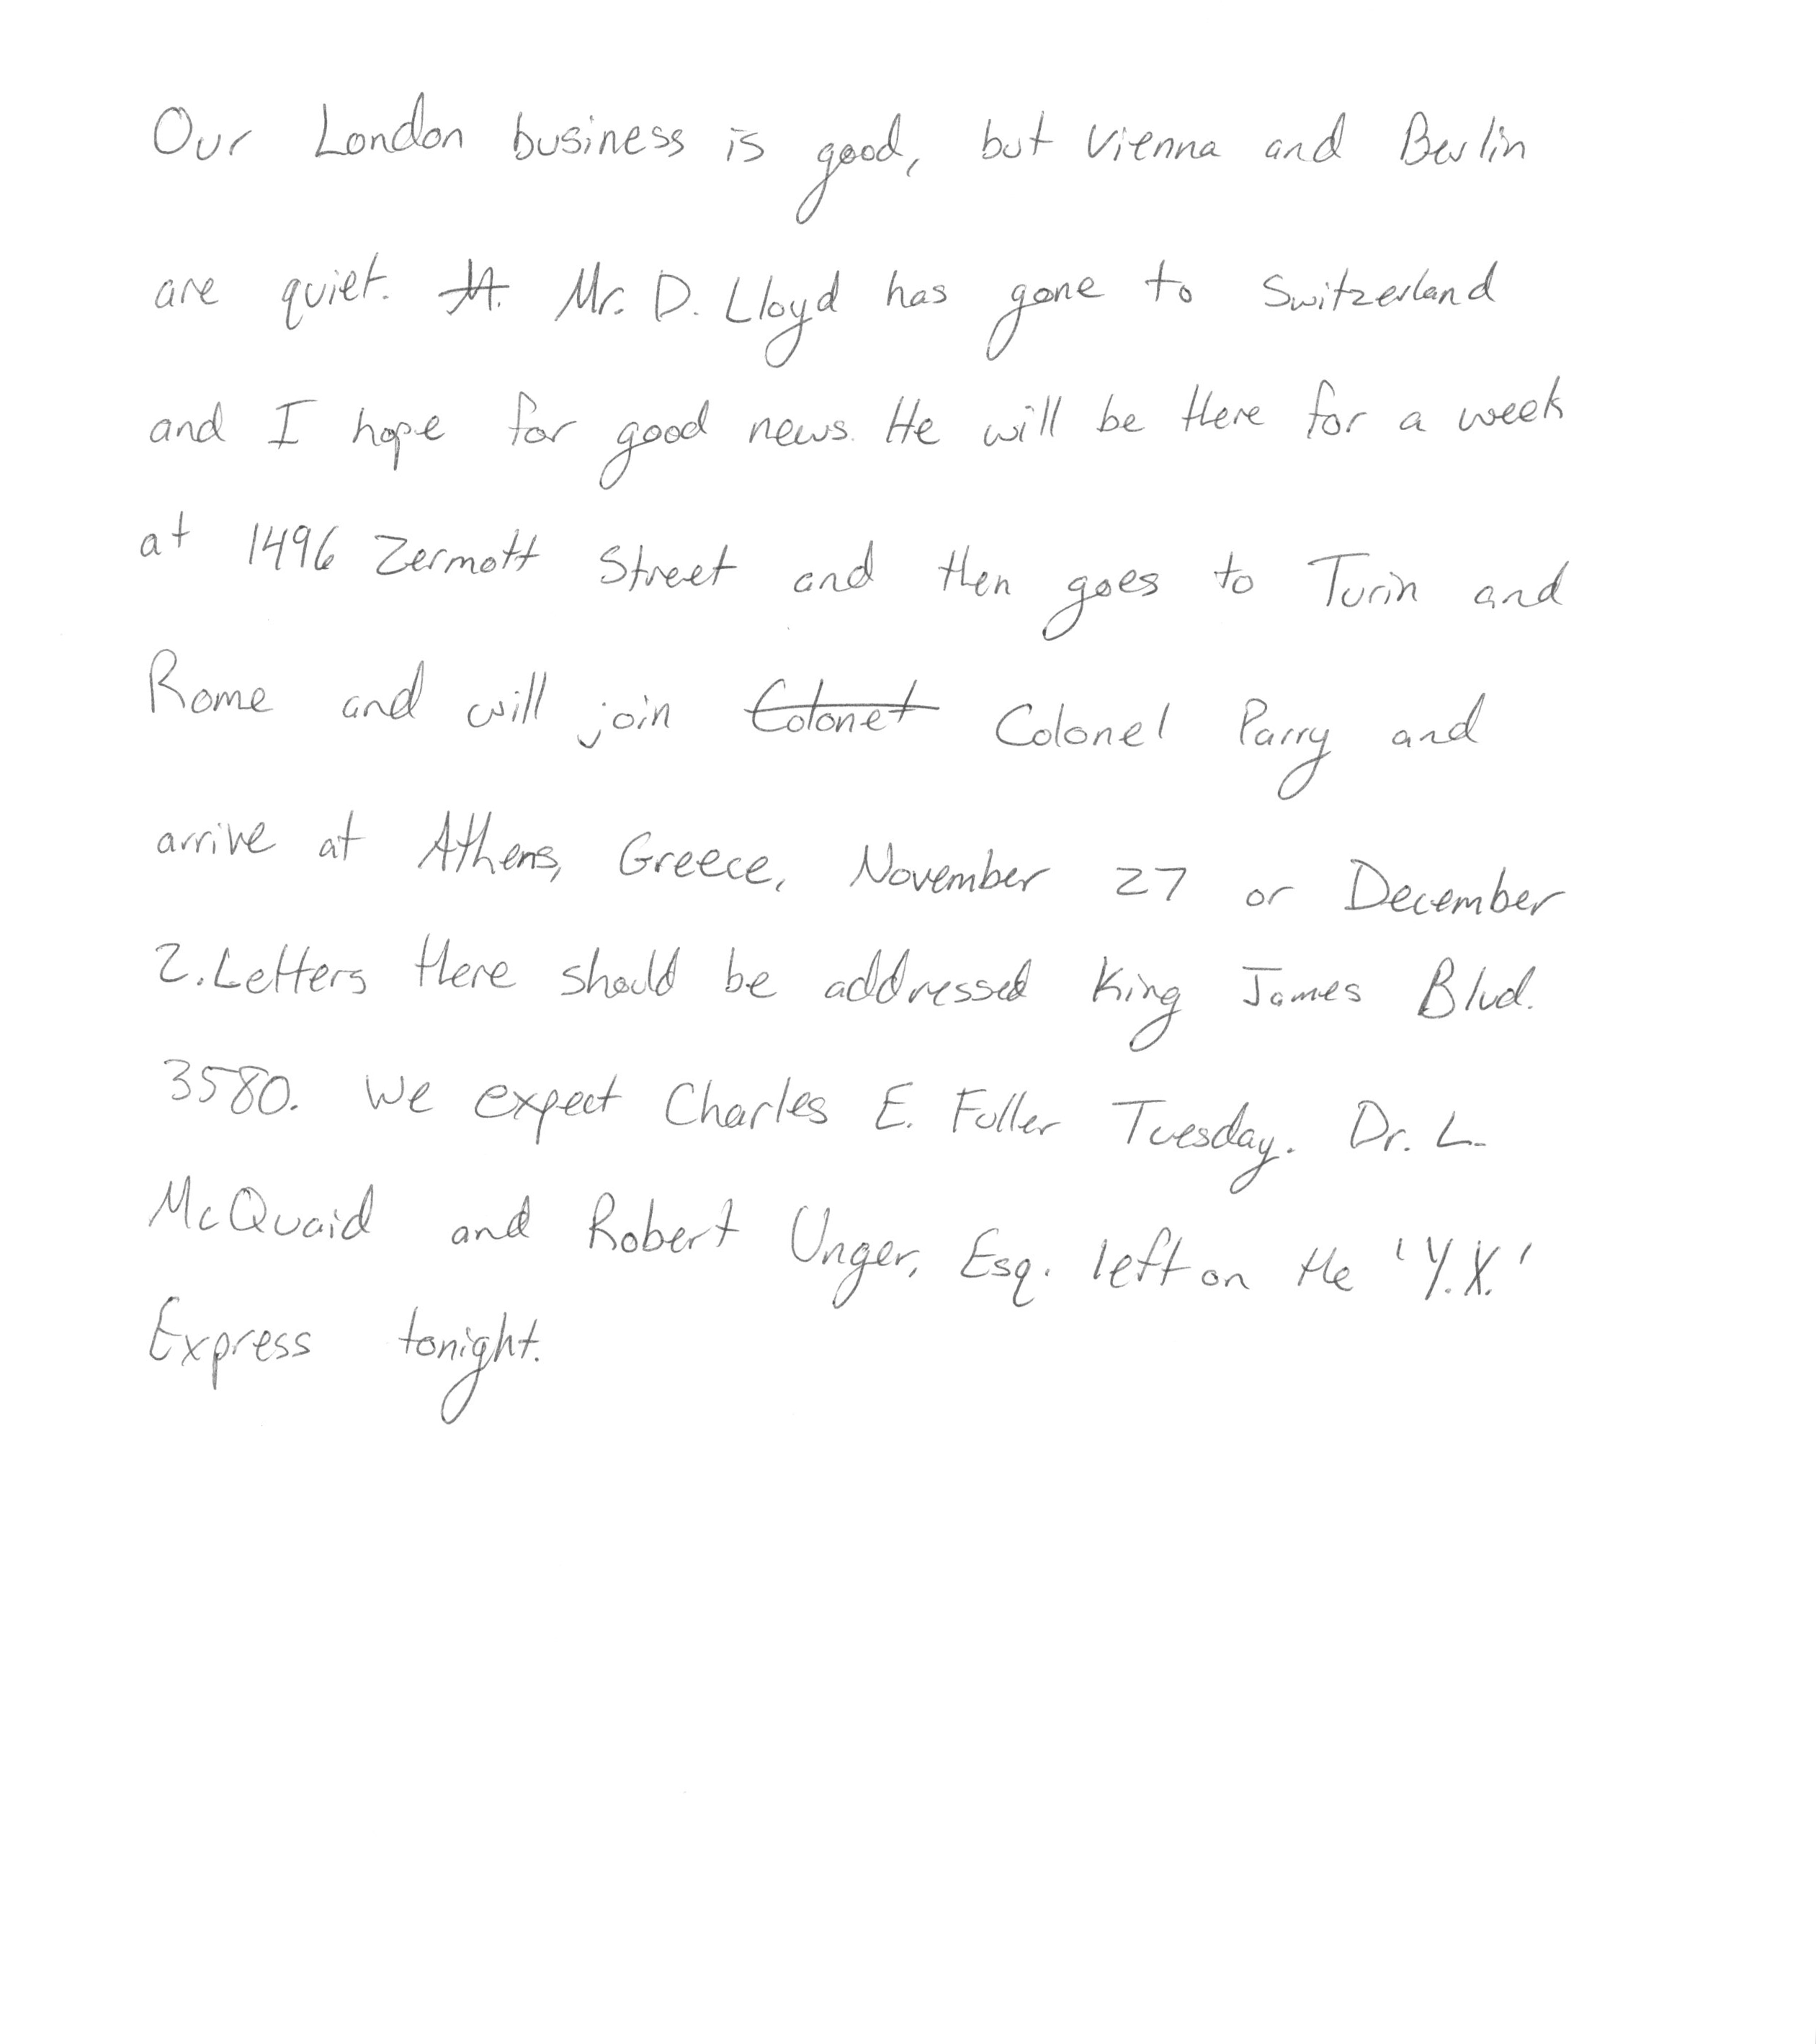 Our London business is good, but Vienna and Berlin
are quiet. Mr. D. Lloyd has gone to Switzerland
and I hope for good news. He will be there for a week
at 1496 Zermott Street and then goes to Turin and
Rome and will join Colonel Colonel Parry and
arrive at Athens, Greece, November 27 or December
2. Letters there should be addressed King James Blvd.
3580. We expect Charles E. Fuller Tuesday. Dr. L.
McQuaid and Robert Unger, Esq. left on the 'Y.X.'
Express tonight.